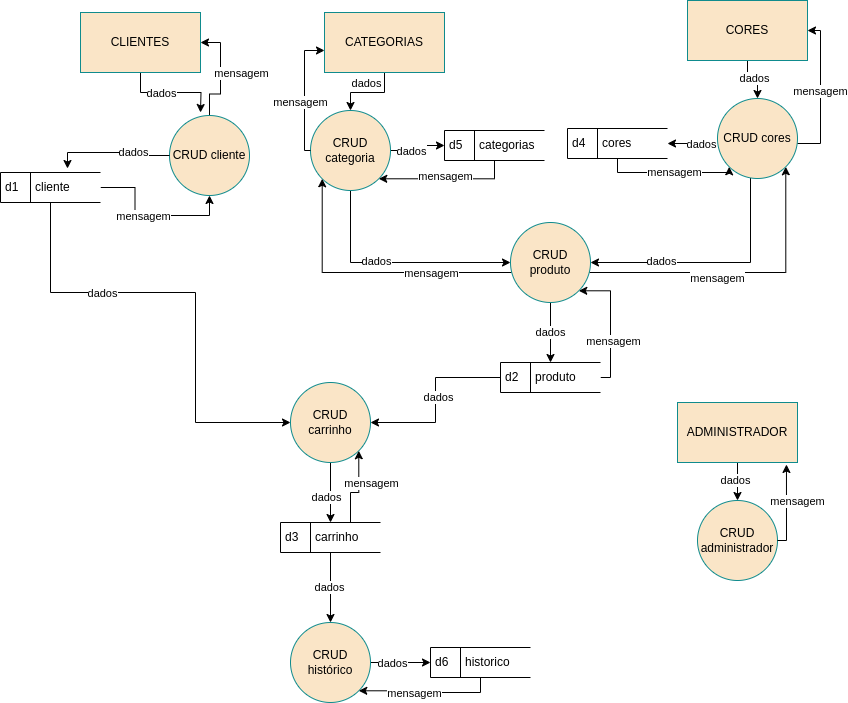 CLIENTES
CATEGORIAS
CORES
mensagem
dados
dados
dados
mensagem
mensagem
CRUD cliente
dados
CRUD
categoria
dados
d5 categorias
mensagem
d4 cores
dados
mensagem
CRUD cores
d1 cliente
mensagem
dados
mensagem
CRUD
produto
dados
mensagem
dados
dados
mensagem
d2 produto
dados
CRUD
carrinho
ADMINISTRADOR
dados
mensagem
CRUD
administrador
dados
mensagem
d3 carrinho
dados
CRUD
histórico
dados
d6 historico
mensagem